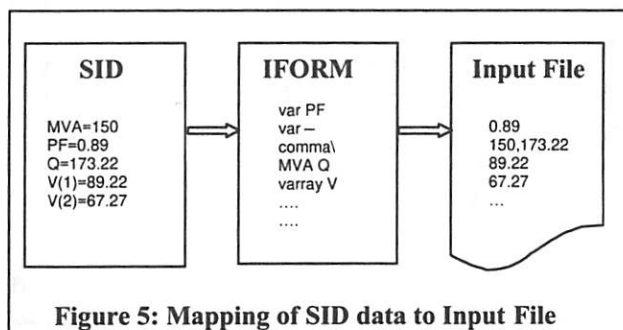 SID
MVA=150
PF=0.89
Q=173.22
V(1)=89.22
V(2)=67.27
IFORM
var PF
var –
comma\
MVA Q
varray V
....
....
Input File
0.89
150,173.22
89.22
67.27
...
Figure 5: Mapping of SID data to Input File